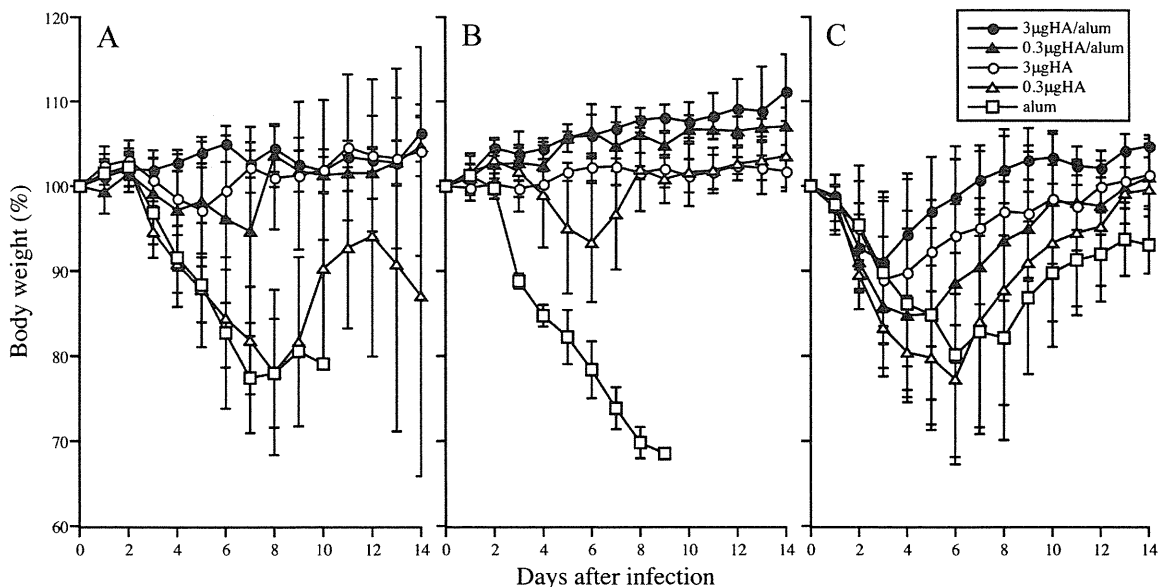 120
110
100
90
80
70
60
Body weight (%)
A
B
C
3μgHA/alum
0.3μgHA/alum
3μgHA
0.3μgHA
alum
0 2 4 6 8 10 12 14
0 2 4 6 8 10 12 14
0 2 4 6 8 10 12 14
Days after infection